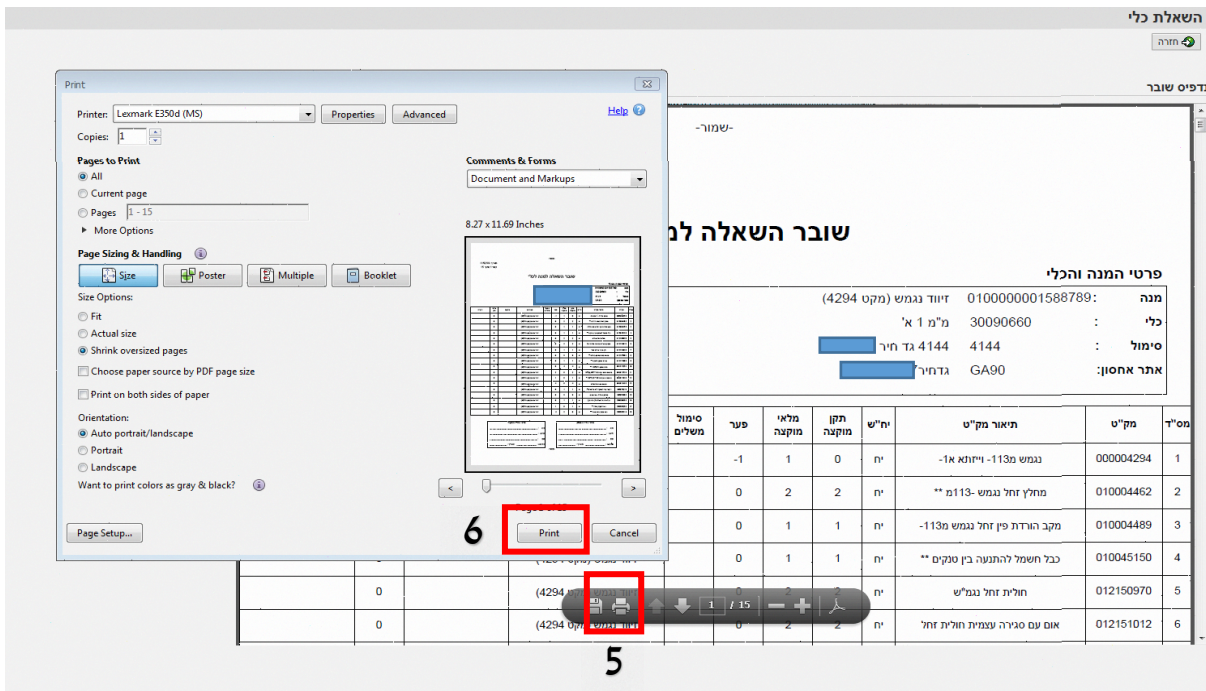 השאלת כלי
חזרה
נדפיס שובר
Print
Printer: Lexmark E350d (MS)
Properties
Advanced
Help
Copies: 1
Pages to Print
All
Current page
Pages 1 - 15
More Options
Page Sizing & Handling
Size
Poster
Multiple
Booklet
Size Options:
Fit
Actual size
Shrink oversized pages
Choose paper source by PDF page size
Print on both sides of paper
Orientation:
Auto portrait/landscape
Portrait
Landscape
Want to print colors as gray & black?
Page Setup...
Comments & Forms
Document and Markups
8.27 x 11.69 Inches
<
>
6
Print
Cancel
-שמור-
שובר השאלה
פרטי המנה והכלי
מנה :0100000001588789 זיווד נגמש (מקט 4294)
כלי : 30090660 מ"מ 1 א'
סימול : 4144 4144 גד חיר
אתר אחסון: GA90 גדחיר
מס"ד מק"ט תיאור מק"ט יח"ש תקן מוקצה מלאי מוקצה פער סימול משלים
1 000004294 נגמש מ113- וייזתא א1- יח 0 1 -1
2 010004462 מחלץ זחל נגמש -113מ ** יח 2 2 0
3 010004489 מקב הורדת פין זחל נגמש מ113- יח 1 1 0
4 010045150 כבל חשמל להתנעה בין טנקים ** יח 1 1 0
5 012150970 חולית זחל נגמ"ש יח 2 2 0 0
6 012151012 אום עם סגירה עצמית חולית זחל יח 2 2 0 0
1 / 15
5